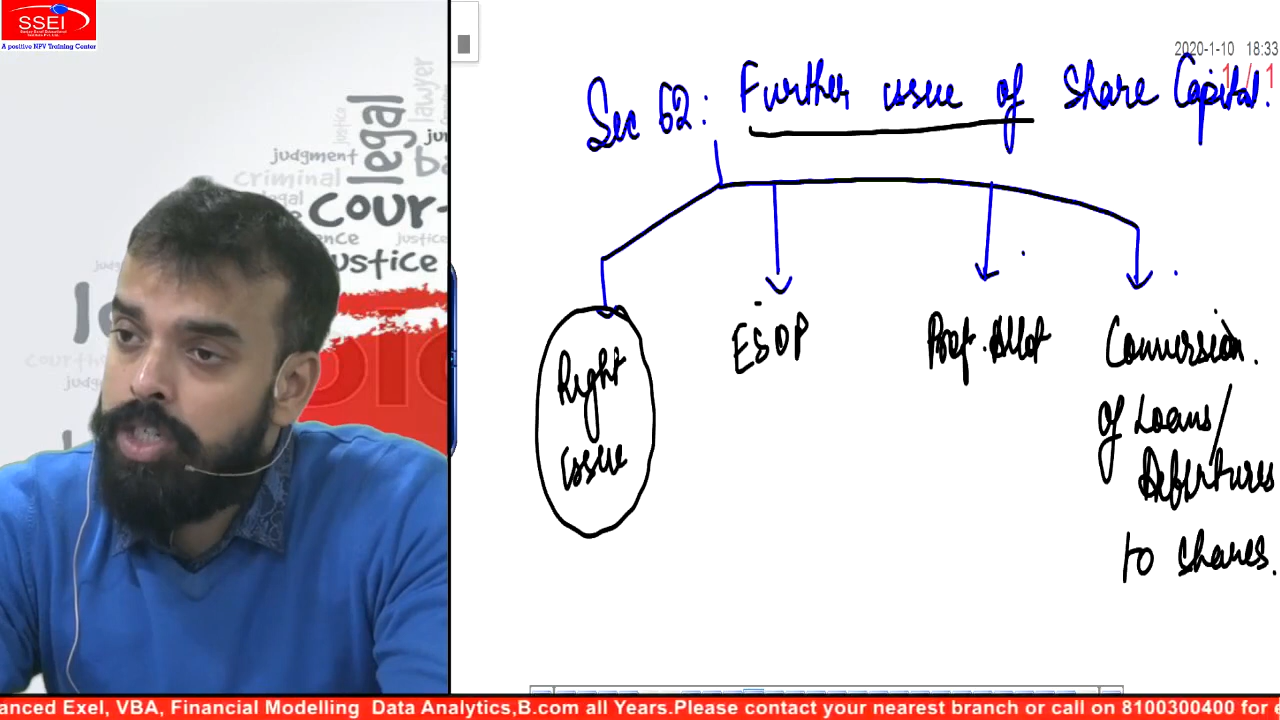 SSEI
A positive NPV Training Center
2020-1-10 18:33
1 / 1
Sec 62: Further issue of Share Capital.
Right
issue
ESOP
Pref. Allot
Conversion.
of Loans/
Debentures
to shares.
legal
lawyer
judgment
criminal
justice
anced Exel, VBA, Financial Modelling Data Analytics,B.com all Years.Please contact your nearest branch or call on 8100300400 for e